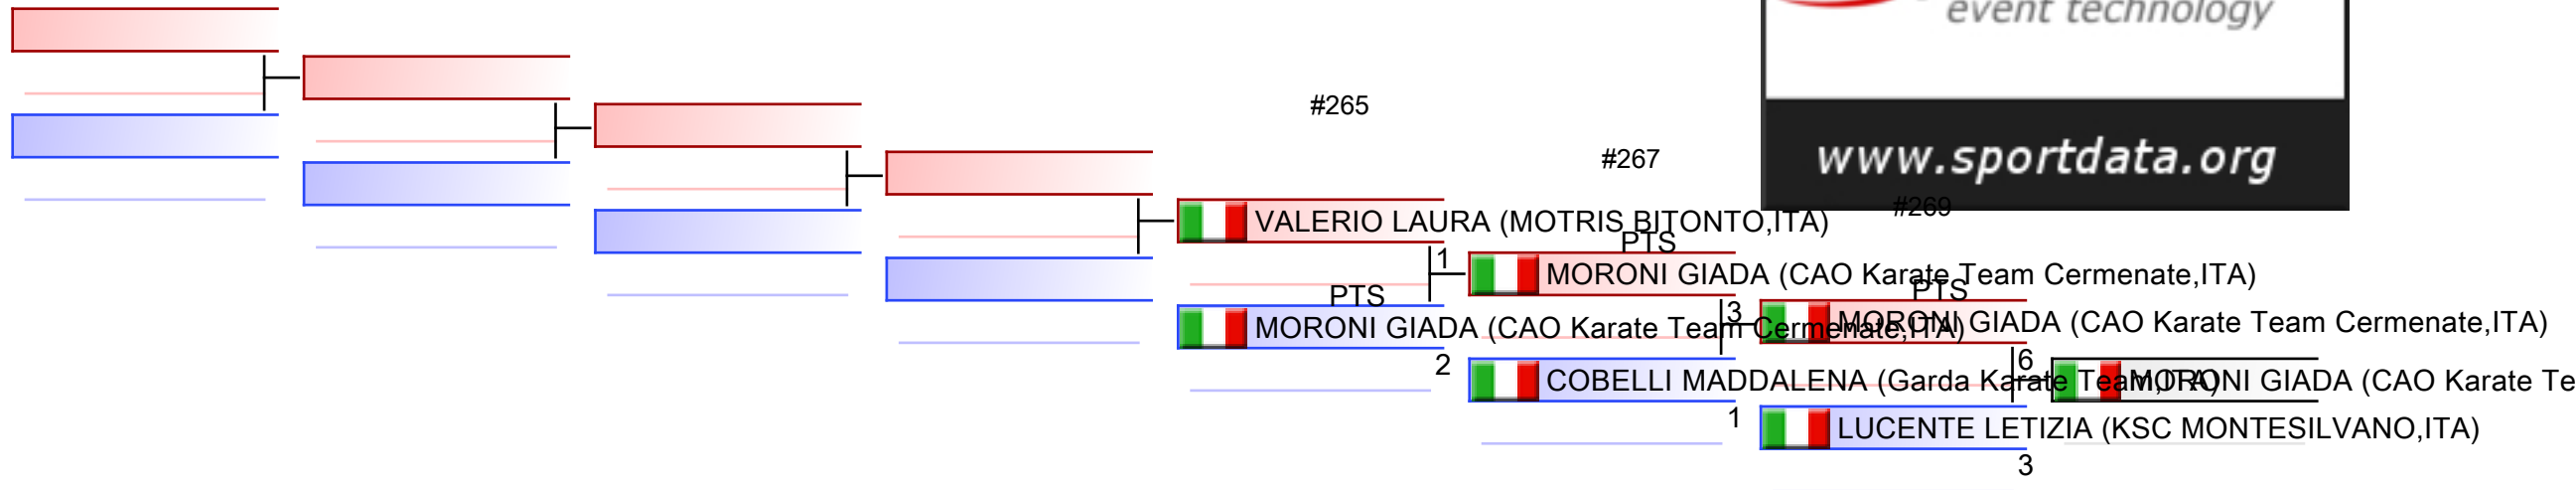 event technology
www.sportdata.org
#265
#267
#269
VALERIO LAURA (MOTRIS BITONTO,ITA)
PTS
1
MORONI GIADA (CAO Karate Team Cermenate,ITA)
PTS
PTS
3
MORONI GIADA (CAO Karate Team Cermenate,ITA)
MORONI GIADA (CAO Karate Team Cermenate,ITA)
2
6
COBELLI MADDALENA (Garda Karate Team,ITA)
MORONI GIADA (CAO Karate Te
1
LUCENTE LETIZIA (KSC MONTESILVANO,ITA)
3